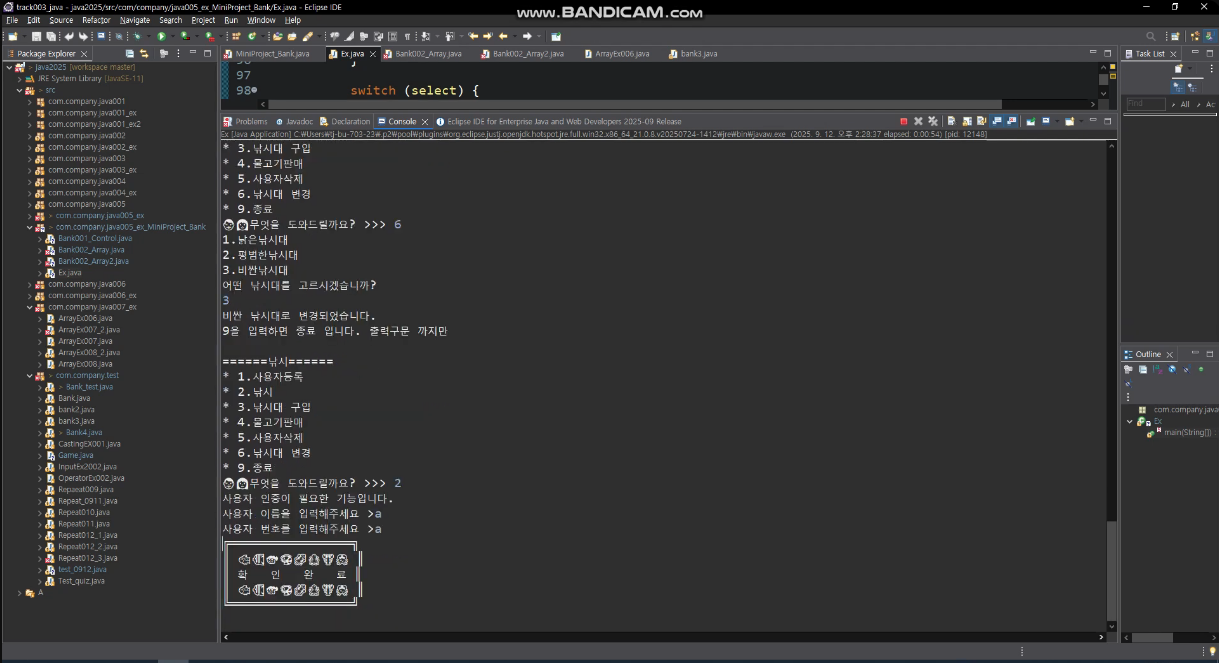 track003_java - java2025/src/com/company/java005_ex_MiniProject_Bank/Ex.java - Eclipse IDE
www.BANDICAM.com
File Edit Source Refactor Navigate Search Project Run Window Help
Package Explorer
MiniProject_Bank.java Ex.java Bank002_Array.java Bank002_Array2.java ArrayEx006.java bank3.java
Task List
java2025 [workspace master]
JRE System Library [JavaSE-11]
src
com.company.java001
com.company.java001_ex
com.company.java001_ex2
com.company.java002
com.company.java002_ex
com.company.java003
com.company.java003_ex
com.company.java004
com.company.java004_ex
com.company.java005
> com.company.java005_ex
> com.company.java005_ex_MiniProject_Bank
Bank001_Control.java
Bank002_Array.java
Bank002_Array2.java
Ex.java
com.company.java006
com.company.java006_ex
com.company.java007_ex
ArrayEx006.java
ArrayEx007_2.java
ArrayEx007.java
ArrayEx008_2.java
ArrayEx008.java
> com.company.test
> Bank_test.java
Bank.java
bank2.java
bank3.java
> Bank4.java
CastingEX001.java
Game.java
InputEx2002.java
OperatorEx002.java
Repaeat009.java
Repeat_0911.java
Repeat010.java
Repeat011.java
Repeat012_1.java
Repeat012_2.java
Repeat012_3.java
test_0912.java
Test_quiz.java
A
97
98 switch (select) {
Problems Javadoc Declaration Console Eclipse IDE for Enterprise Java and Web Developers 2025-09 Release
Ex [Java Application] C:₩Users₩tj-bu-703-23₩.p2₩pool₩plugins₩org.eclipse.justj.openjdk.hotspot.jre.full.win32.x86_64_21.0.8.v20250724-1412₩jre₩bin₩javaw.exe (2025. 9. 12. 오후 2:28:37 elapsed: 0:00:54) [pid: 12148]
* 3.낚시대 구입
* 4.물고기판매
* 5.사용자삭제
* 6.낚시대 변경
* 9.종료
무엇을 도와드릴까요? >>> 6
1.낡은낚시대
2.평범한낚시대
3.비싼낚시대
어떤 낚시대를 고르시겠습니까?
3
비싼 낚시대로 변경되었습니다.
9을 입력하면 종료 입니다. 출력구문 까지만
======낚시======
* 1.사용자등록
* 2.낚시
* 3.낚시대 구입
* 4.물고기판매
* 5.사용자삭제
* 6.낚시대 변경
* 9.종료
무엇을 도와드릴까요? >>> 2
사용자 인증이 필요한 기능입니다.
사용자 이름을 입력해주세요 >a
사용자 번호를 입력해주세요 >a
확 인 완 료
Find All Ac
Outline
com.company.java
Ex
main(String[])